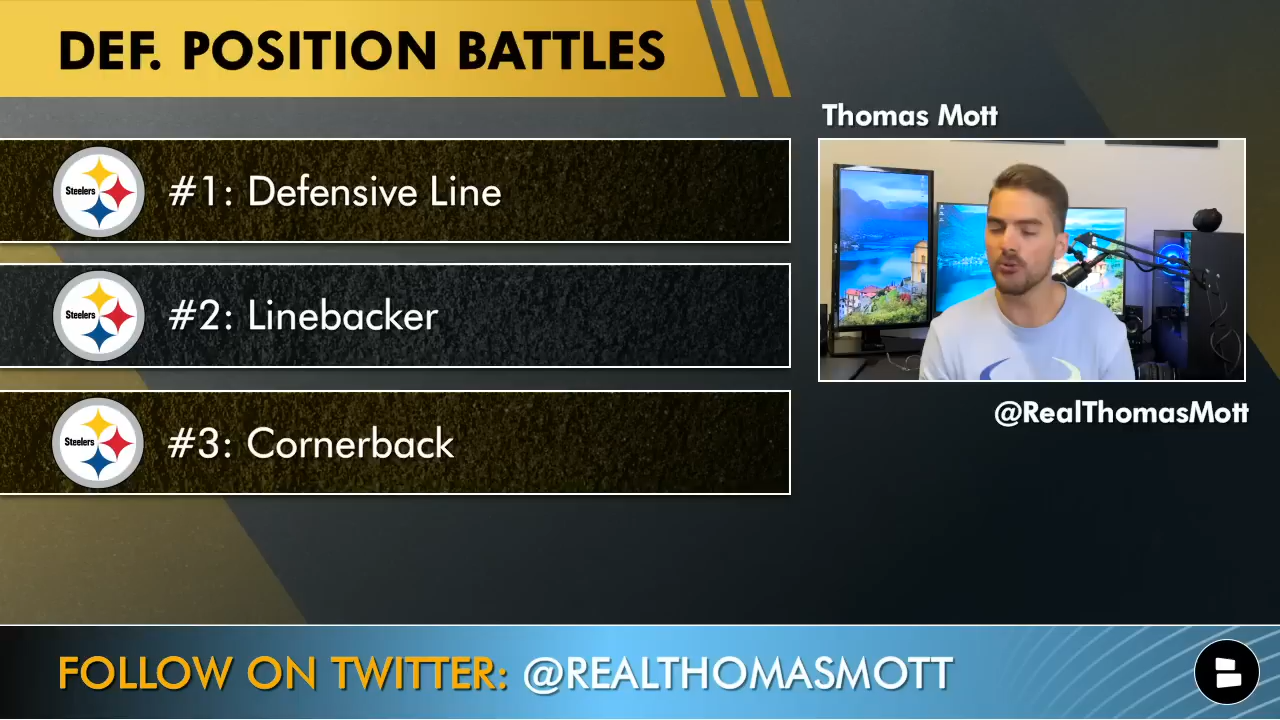 DEF. POSITION BATTLES
Thomas Mott
Steelers
#1: Defensive Line
Steelers
#2: Linebacker
Steelers
#3: Cornerback
@RealThomasMott
FOLLOW ON TWITTER: @REALTHOMASMOTT